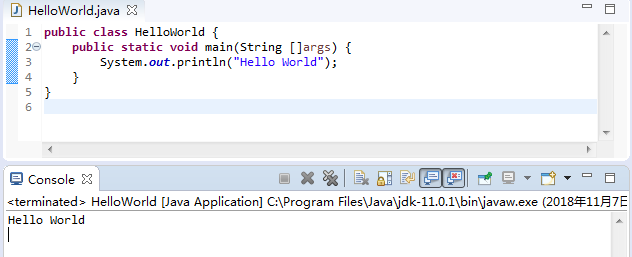 HelloWorld.java
1 public class HelloWorld {
2 public static void main(String []args) {
3 System.out.println("Hello World");
4 }
5 }
6
Console
<terminated> HelloWorld [Java Application] C:\Program Files\Java\jdk-11.0.1\bin\javaw.exe (2018年11月7日
Hello World